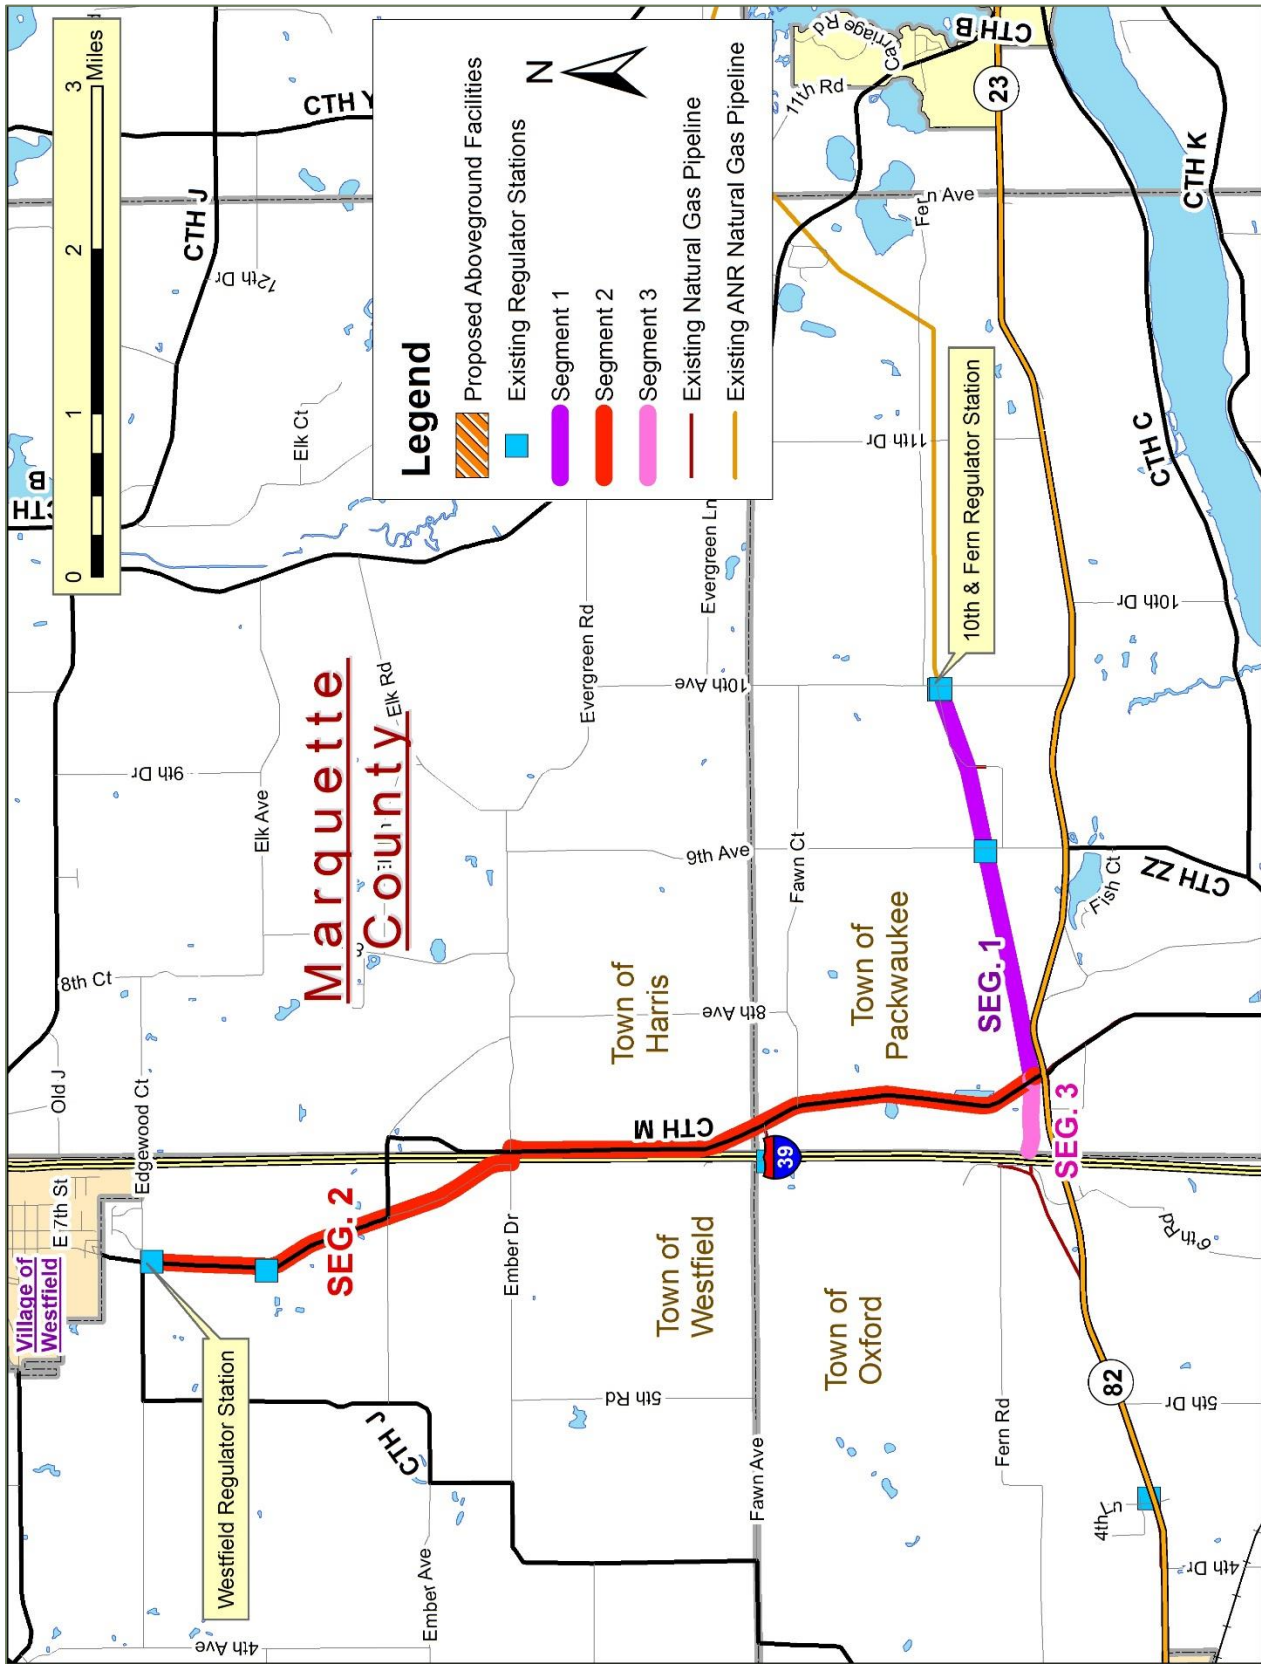 Village of
Westfield
E 7th St
Old J
Edgewood Ct
8th Ct
9th Dr
Elk Ave
CTH B
0
1
2
3
Miles
CTH J
CTH Y
12th Dr
Elk Ct
Westfield Regulator Station
SEG. 2
4th Ave
Ember Ave
CTH J
Ember Dr
5th Rd
Marquette
County
Elk Rd
Evergreen Rd
Evergreen Ln
Legend
Proposed Aboveground Facilities
Existing Regulator Stations
Segment 1
Segment 2
Segment 3
Existing Natural Gas Pipeline
Existing ANR Natural Gas Pipeline
N
Town of
Harris
Town of
Westfield
CTH M
8th Ave
9th Ave
10th Ave
Fawn Ave
39
Fawn Ct
Town of
Oxford
Town of
Packwaukee
SEG. 1
SEG. 3
10th & Fern Regulator Station
11th Dr
Fern Ave
11th Rd
Carriage Rd
CTH B
23
Fern Rd
6th Rd
82
5th Dr
4th Ln
4th Dr
Fish Ct
CTH ZZ
10th Dr
CTH C
CTH K